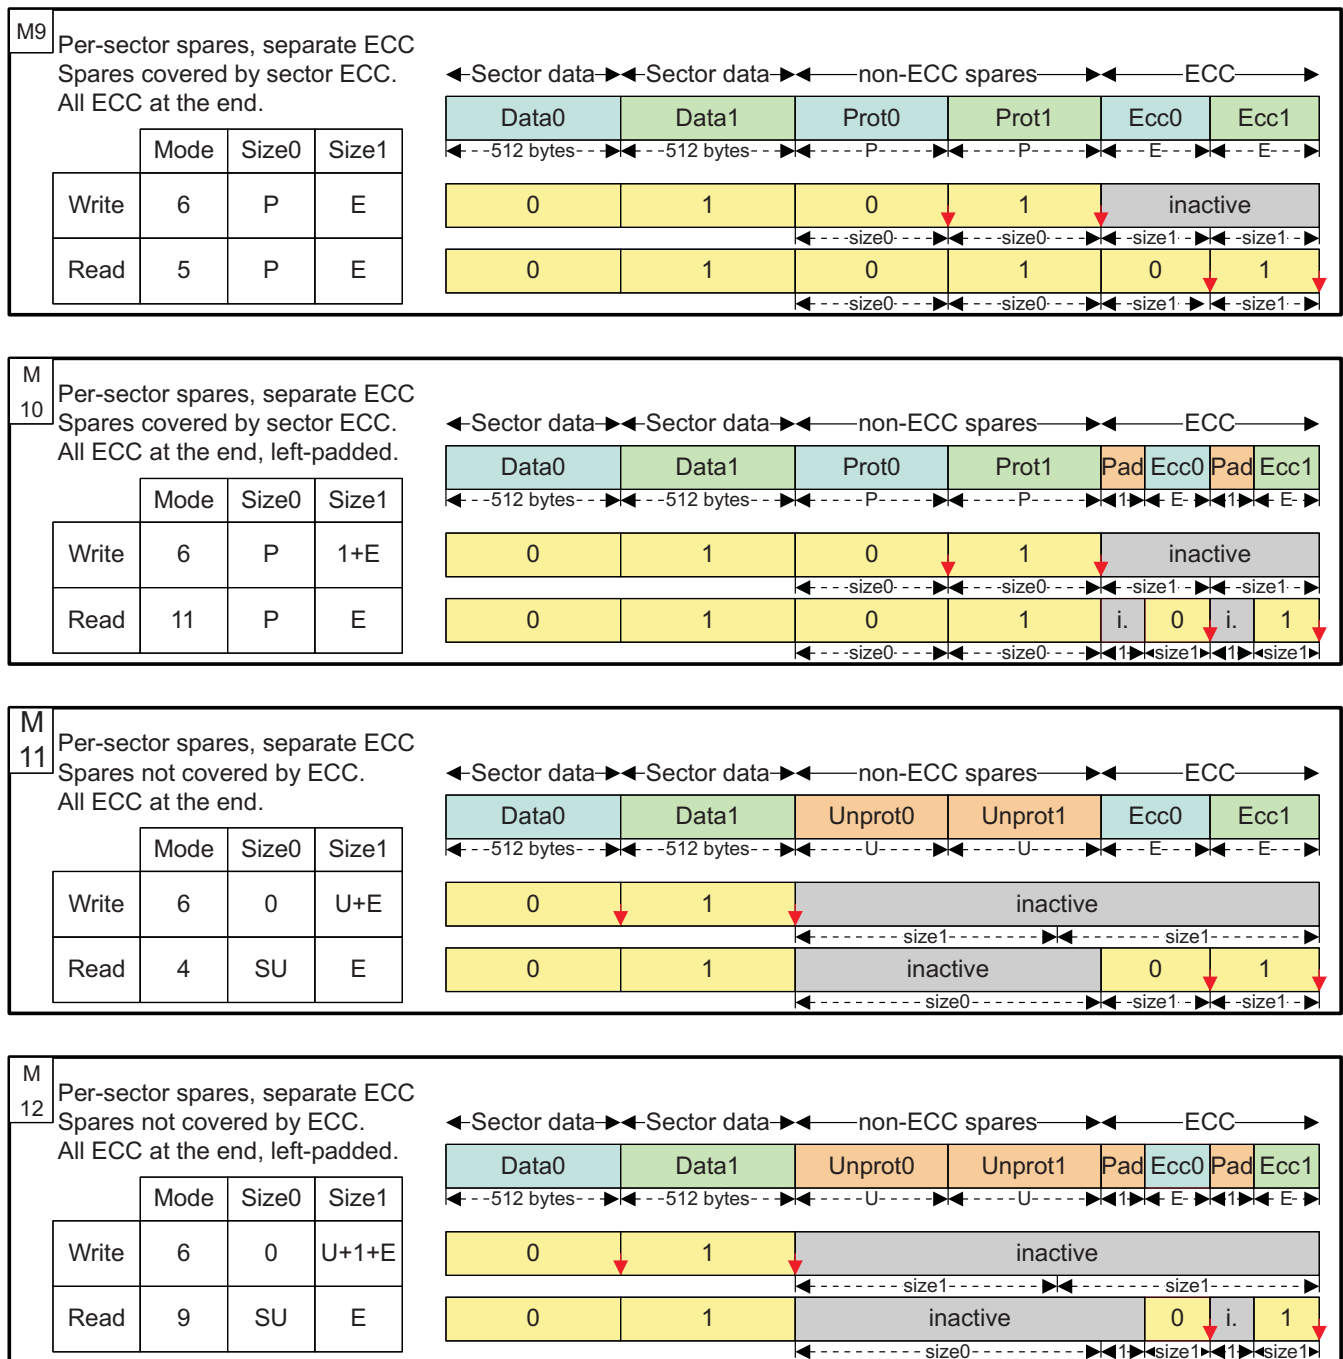 M9
Per-sector spares, separate ECC
Spares covered by sector ECC.
All ECC at the end.
Mode Size0 Size1
Write 6 P E
Read 5 P E
Sector data Sector data non-ECC spares ECC
Data0 Data1 Prot0 Prot1 Ecc0 Ecc1
512 bytes 512 bytes P P E E
0 1 0 1 inactive
size0 size0 size1 size1
0 1 0 1 0 1
size0 size0 size1 size1
M
10
Per-sector spares, separate ECC
Spares covered by sector ECC.
All ECC at the end, left-padded.
Mode Size0 Size1
Write 6 P 1+E
Read 11 P E
Sector data Sector data non-ECC spares ECC
Data0 Data1 Prot0 Prot1 Pad Ecc0 Pad Ecc1
512 bytes 512 bytes P P 1 E 1 E
0 1 0 1 inactive
size0 size0 size1 size1
0 1 0 1 i. 0 i. 1
size0 size0 1 size1 1 size1
M
11
Per-sector spares, separate ECC
Spares not covered by ECC.
All ECC at the end.
Mode Size0 Size1
Write 6 0 U+E
Read 4 SU E
Sector data Sector data non-ECC spares ECC
Data0 Data1 Unprot0 Unprot1 Ecc0 Ecc1
512 bytes 512 bytes U U E E
0 1 inactive
size1 size1
0 1 inactive 0 1
size0 size1 size1
M
12
Per-sector spares, separate ECC
Spares not covered by ECC.
All ECC at the end, left-padded.
Mode Size0 Size1
Write 6 0 U+1+E
Read 9 SU E
Sector data Sector data non-ECC spares ECC
Data0 Data1 Unprot0 Unprot1 Pad Ecc0 Pad Ecc1
512 bytes 512 bytes U U 1 E 1 E
0 1 inactive
size1 size1
0 1 inactive 0 i. 1
size0 1 size1 1 size1